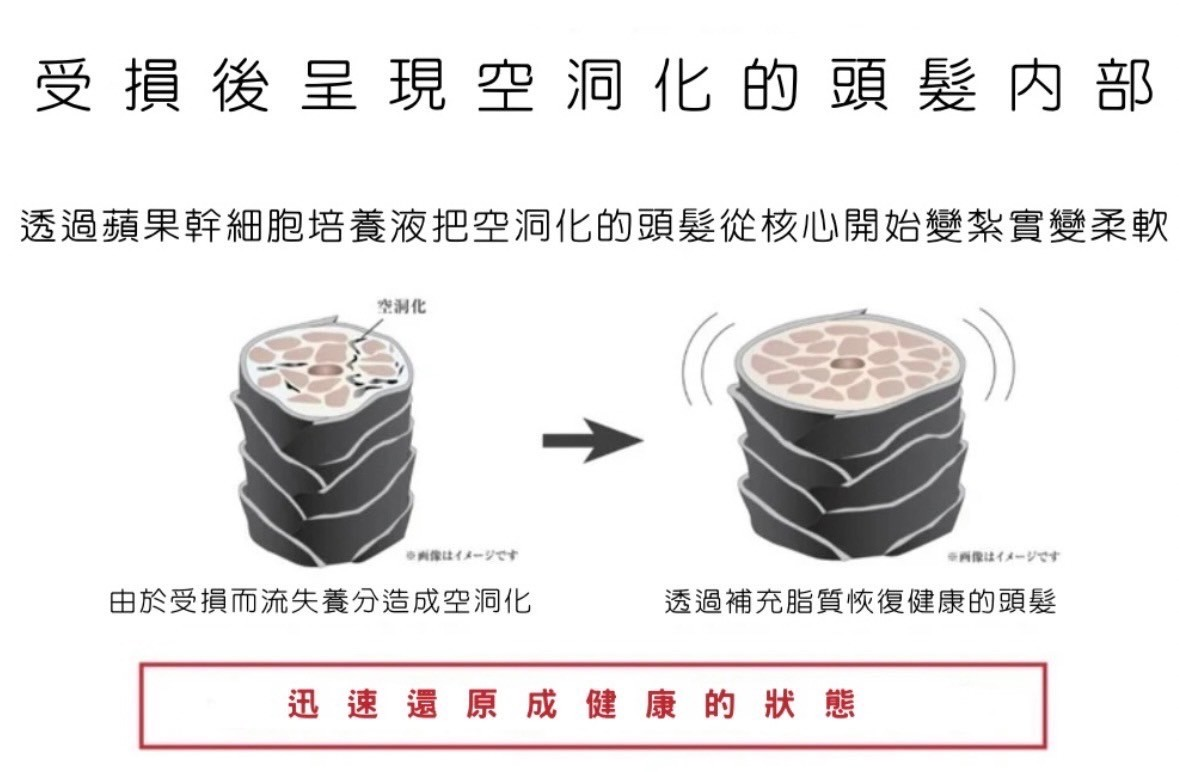 受損後呈現空洞化的頭髮內部
透過蘋果幹細胞培養液把空洞化的頭髮從核心開始變紮實變柔軟
空洞化
※画像はイメージです
※画像はイメージです
由於受損而流失養分造成空洞化
透過補充脂質恢復健康的頭髮
迅速還原成健康的狀態